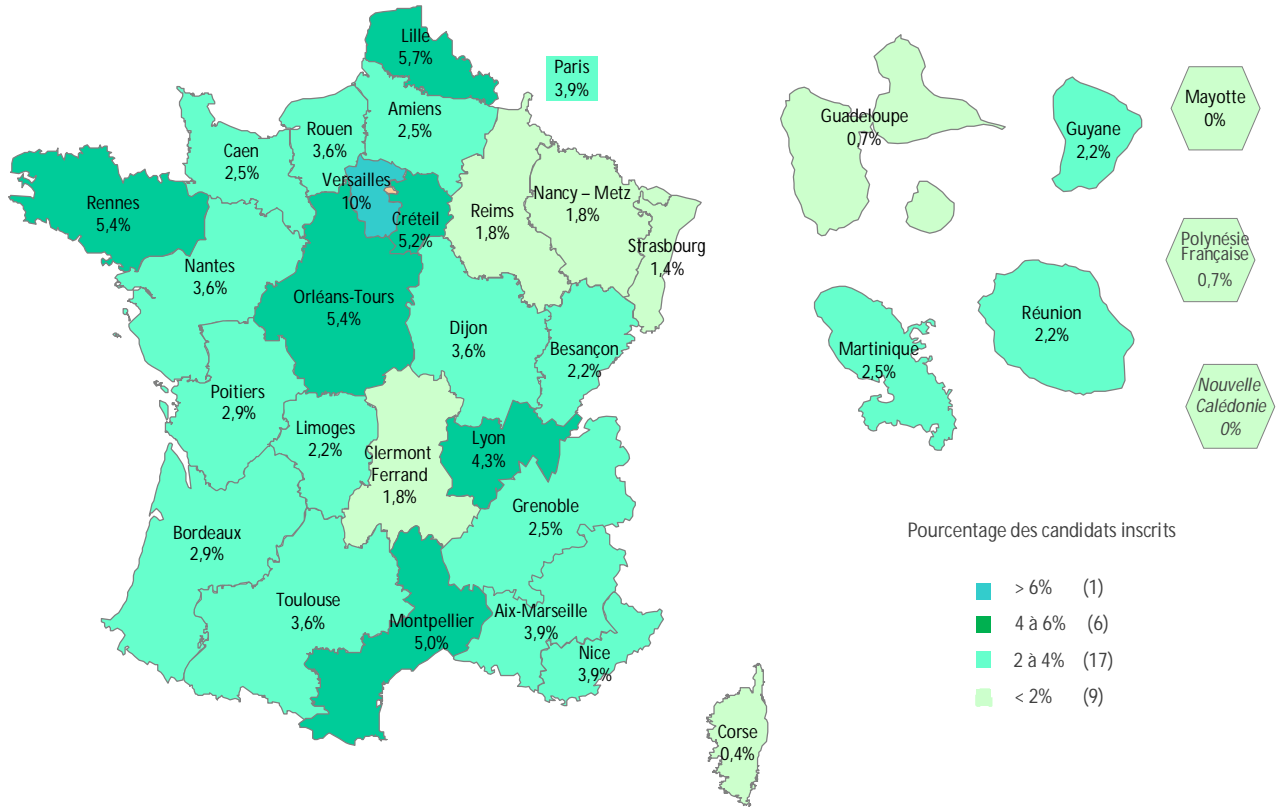 Lille
5,7%
Paris
3,9%
Amiens
2,5%
Rouen
3,6%
Caen
2,5%
Versailles
10%
Créteil
5,2%
Reims
1,8%
Nancy – Metz
1,8%
Strasbourg
1,4%
Rennes
5,4%
Nantes
3,6%
Orléans-Tours
5,4%
Dijon
3,6%
Besançon
2,2%
Poitiers
2,9%
Limoges
2,2%
Clermont
Ferrand
1,8%
Lyon
4,3%
Grenoble
2,5%
Bordeaux
2,9%
Toulouse
3,6%
Montpellier
5,0%
Aix-Marseille
3,9%
Nice
3,9%
Corse
0,4%
Guadeloupe
0,7%
Guyane
2,2%
Mayotte
0%
Polynésie
Française
0,7%
Martinique
2,5%
Réunion
2,2%
Nouvelle
Calédonie
0%
Pourcentage des candidats inscrits
> 6% (1)
4 à 6% (6)
2 à 4% (17)
< 2% (9)